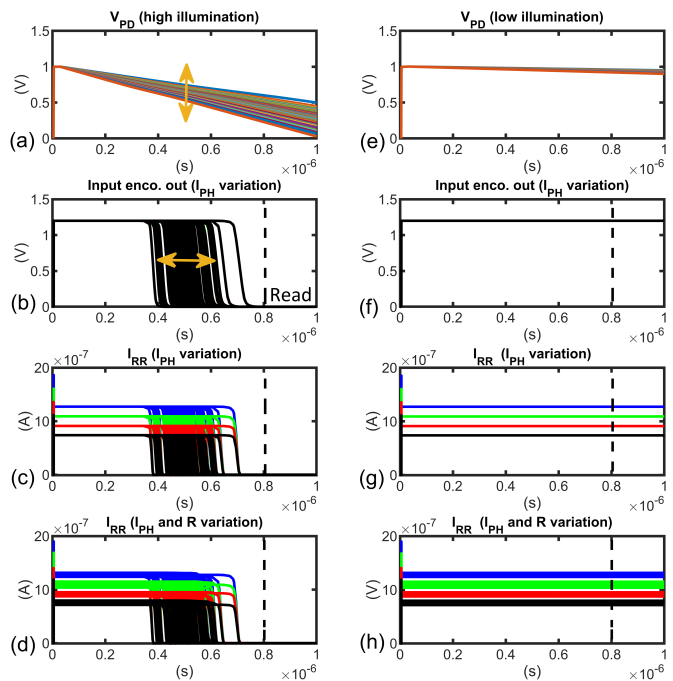 V_PD (high illumination)
1.5
1
0.5
0
(V)
0 0.2 0.4 0.6 0.8 1
(s)
×10^-6
(a)
V_PD (low illumination)
1.5
1
0.5
0
(V)
0 0.2 0.4 0.6 0.8 1
(s)
×10^-6
(e)
Input enco. out (I_PH variation)
1.5
1
0.5
0
(V)
Read
0 0.2 0.4 0.6 0.8 1
(s)
×10^-6
(b)
Input enco. out (I_PH variation)
1.5
1
0.5
0
(V)
0 0.2 0.4 0.6 0.8 1
(s)
×10^-6
(f)
I_RR (I_PH variation)
×10^-7
20
10
0
(A)
0 0.2 0.4 0.6 0.8 1
(s)
×10^-6
(c)
I_RR (I_PH variation)
×10^-7
20
10
0
(A)
0 0.2 0.4 0.6 0.8 1
(s)
×10^-6
(g)
I_RR (I_PH and R variation)
×10^-7
20
10
0
(A)
0 0.2 0.4 0.6 0.8 1
(s)
×10^-6
(d)
I_RR (I_PH and R variation)
×10^-7
20
10
0
(V)
0 0.2 0.4 0.6 0.8 1
(s)
×10^-6
(h)